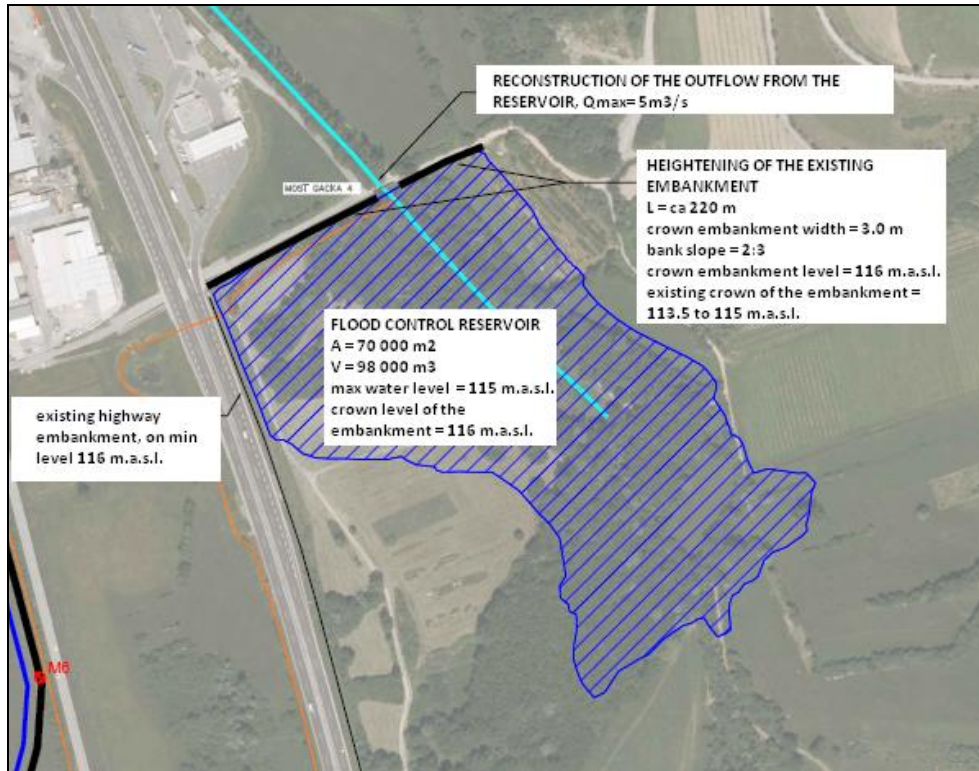 RECONSTRUCTION OF THE OUTFLOW FROM THE
RESERVOIR, Qmax= 5m3/s
MOST GACKA 4
HEIGHTENING OF THE EXISTING
EMBANKMENT
L = ca 220 m
crown embankment width = 3.0 m
bank slope = 2:3
crown embankment level = 116 m.a.s.l.
existing crown of the embankment =
113.5 to 115 m.a.s.l.
FLOOD CONTROL RESERVOIR
A = 70 000 m2
V = 98 000 m3
max water level = 115 m.a.s.l.
crown level of the
embankment = 116 m.a.s.l.
existing highway
embankment, on min
level 116 m.a.s.l.
M6